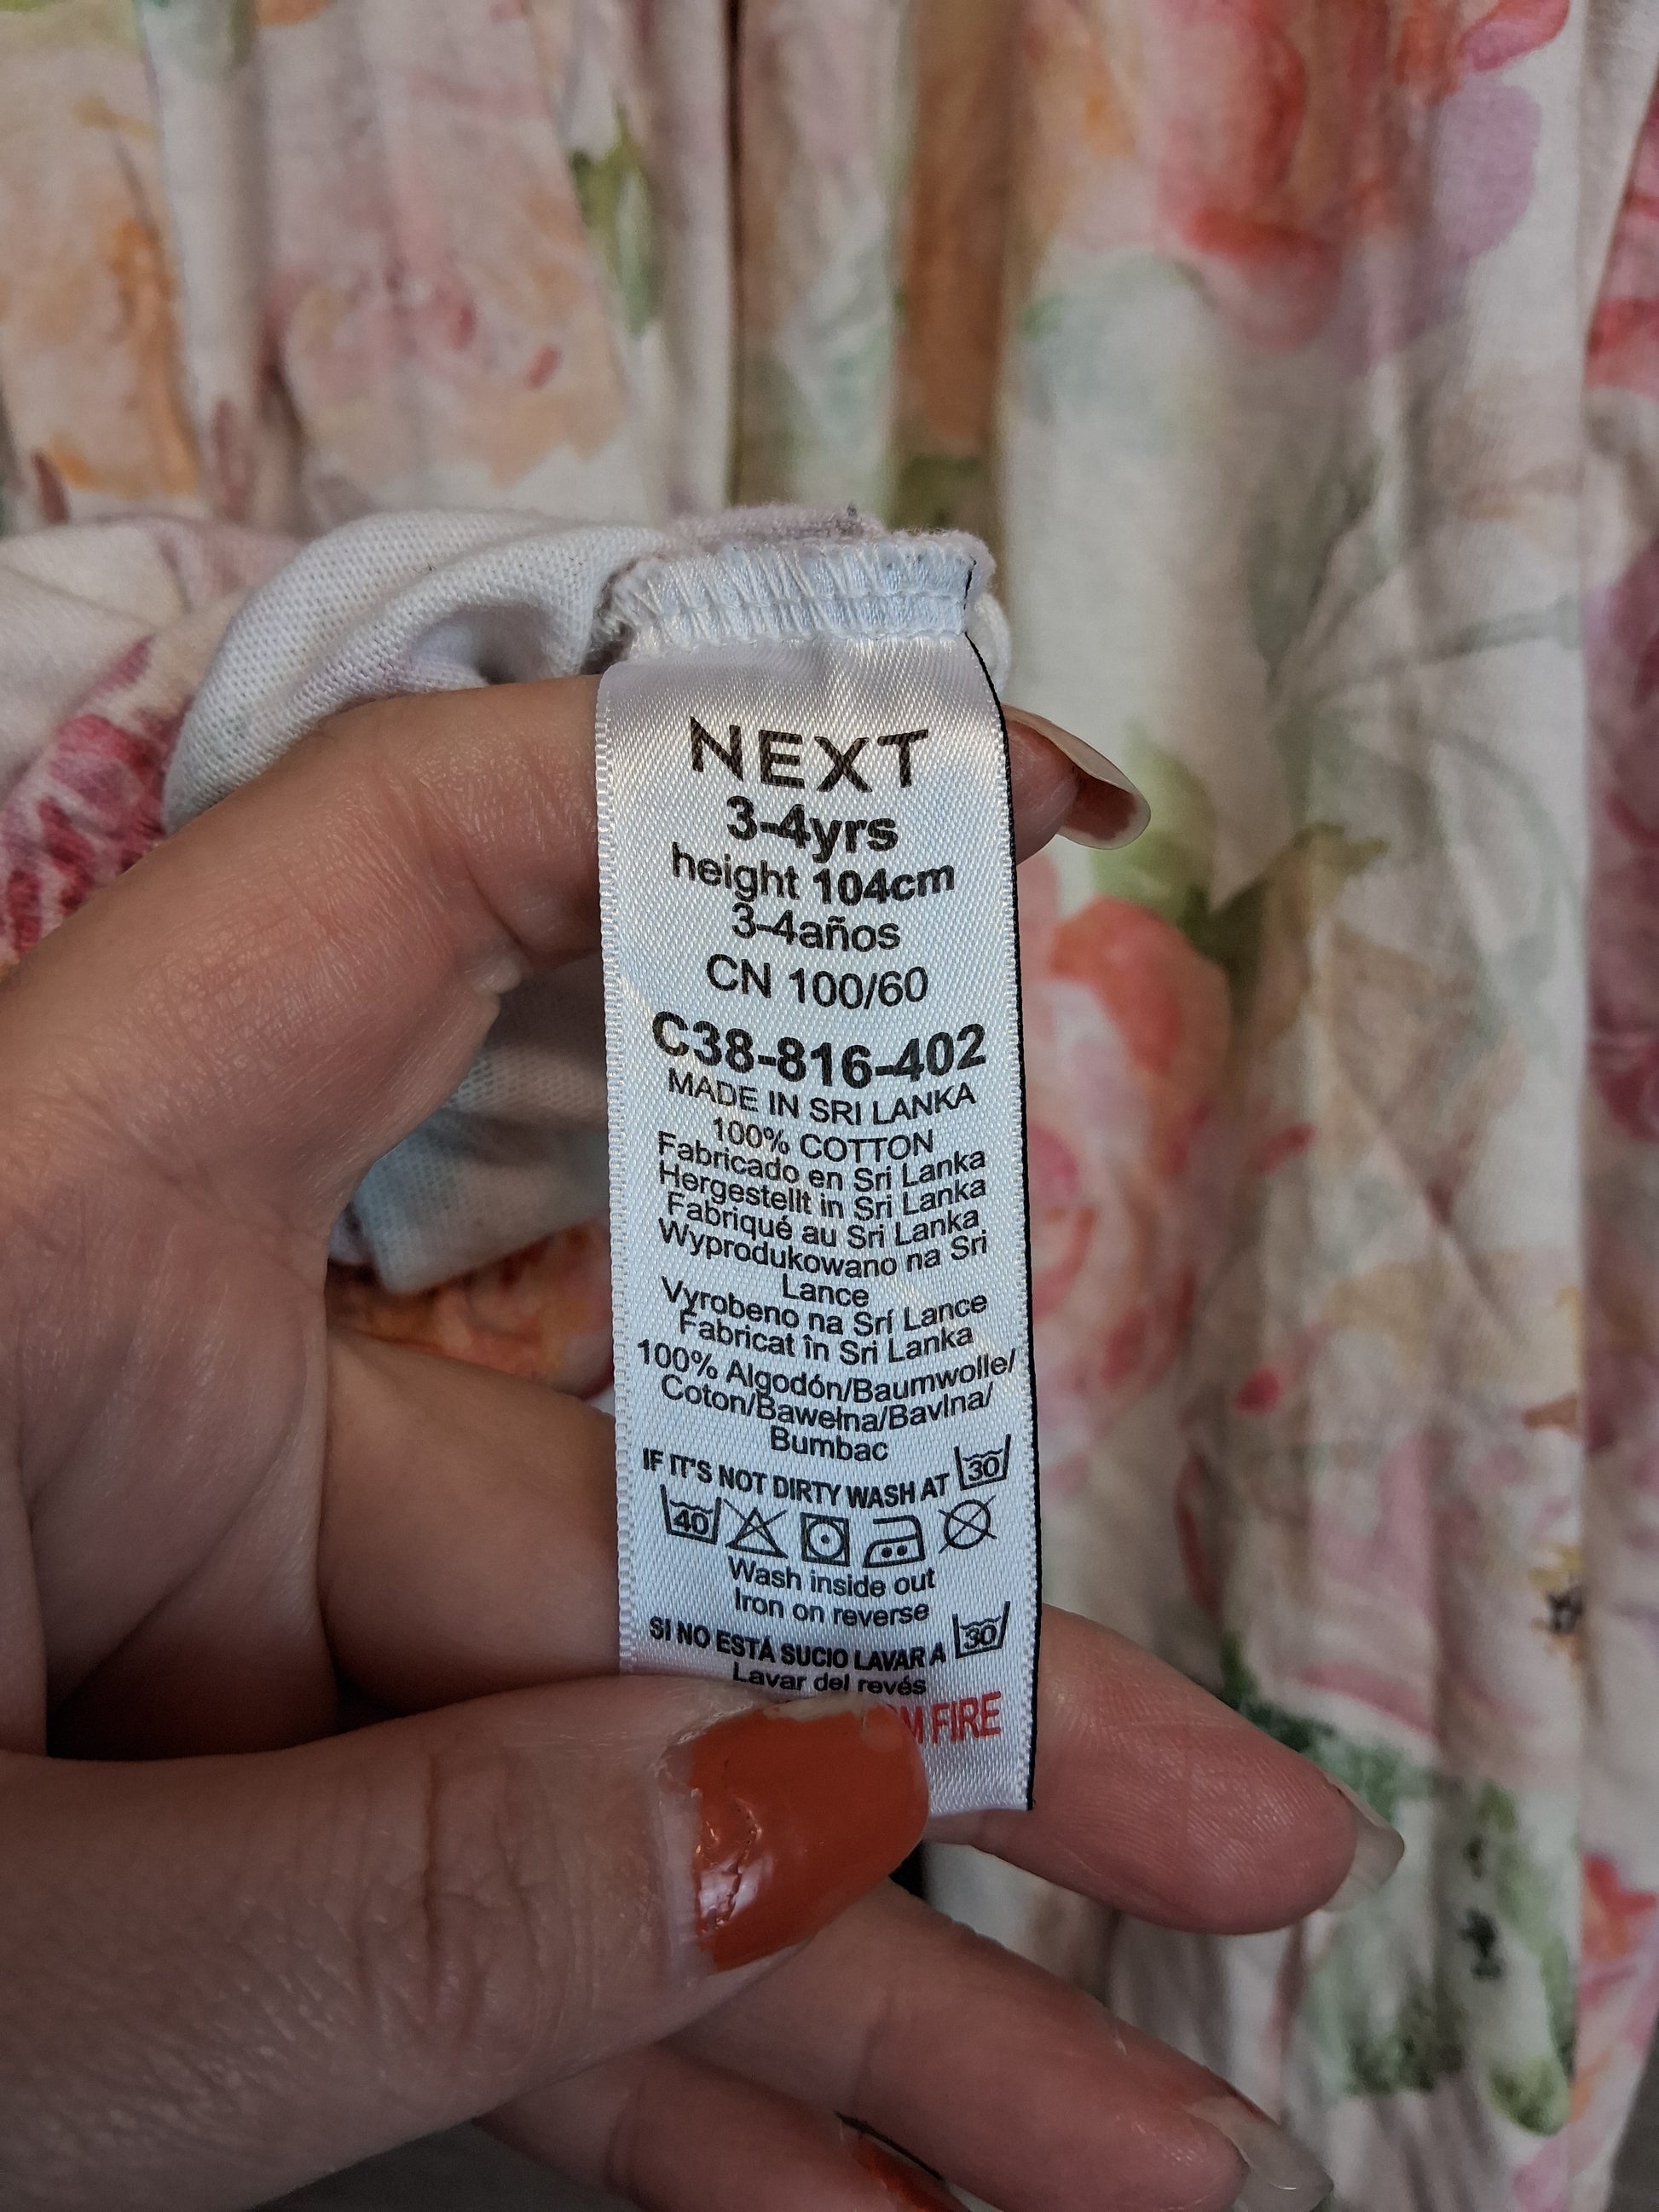 NEXT
3-4yrs
height 104cm
3-4años
CN 100/60
C38-816-402
MADE IN SRI LANKA
100% COTTON
Fabricado en Sri Lanka
Hergestellt in Sri Lanka
Fabriqué au Sri Lanka
Wyprodukowano na Sri
Lance
Vyrobeno na Srí Lance
Fabricat în Sri Lanka
100% Algodón/Baumwolle/
Coton/Bawełna/Bavlna/
Bumbac
IF IT'S NOT DIRTY WASH AT 30
40
Wash inside out
Iron on reverse
SI NO ESTÁ SUCIO LAVAR A 30
Lavar del revés
FIRE